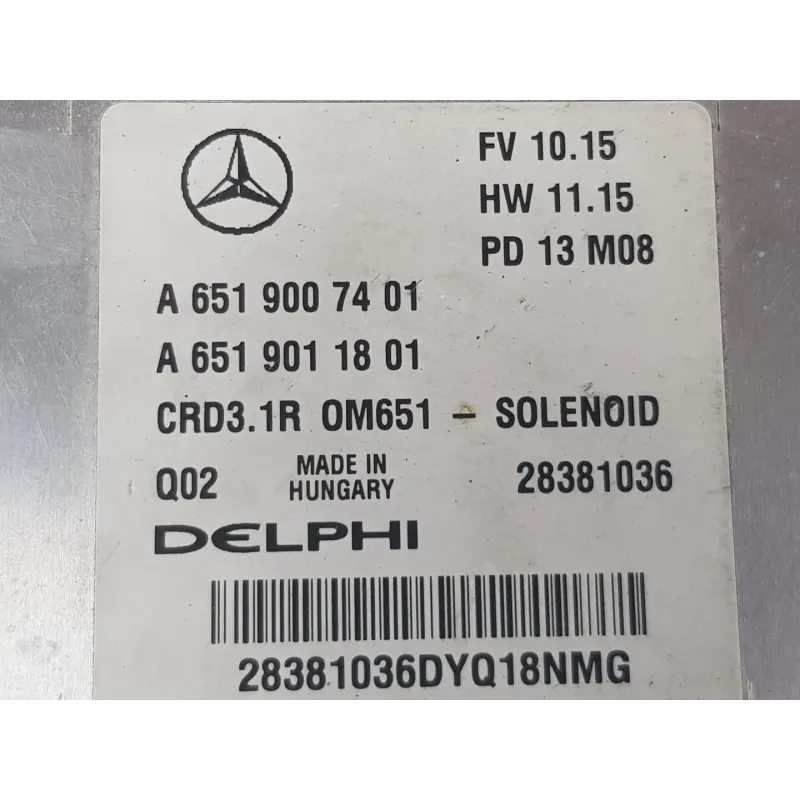 FV 10.15
HW 11.15
PD 13 M08
A 651 900 74 01
A 651 901 18 01
CRD3.1R OM651 - SOLENOID
Q02 MADE IN HUNGARY 28381036
DELPHI
28381036DYQ18NMG